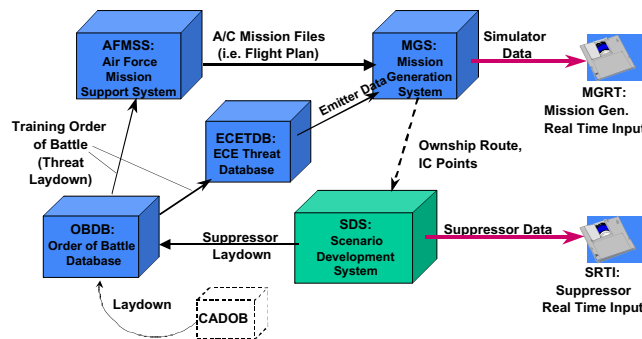 AFMSS:
Air Force
Mission
Support System
A/C Mission Files
(i.e. Flight Plan)
MGS:
Mission
Generation
System
Simulator
Data
MGRT:
Mission Gen.
Real Time Input
Emitter Data
Training Order
of Battle
(Threat
Laydown)
ECETDB:
ECE Threat
Database
Ownship Route,
IC Points
OBDB:
Order of Battle
Database
Suppressor
Laydown
SDS:
Scenario
Development
System
Suppressor Data
SRTI:
Suppressor
Real Time Input
Laydown
CADOB